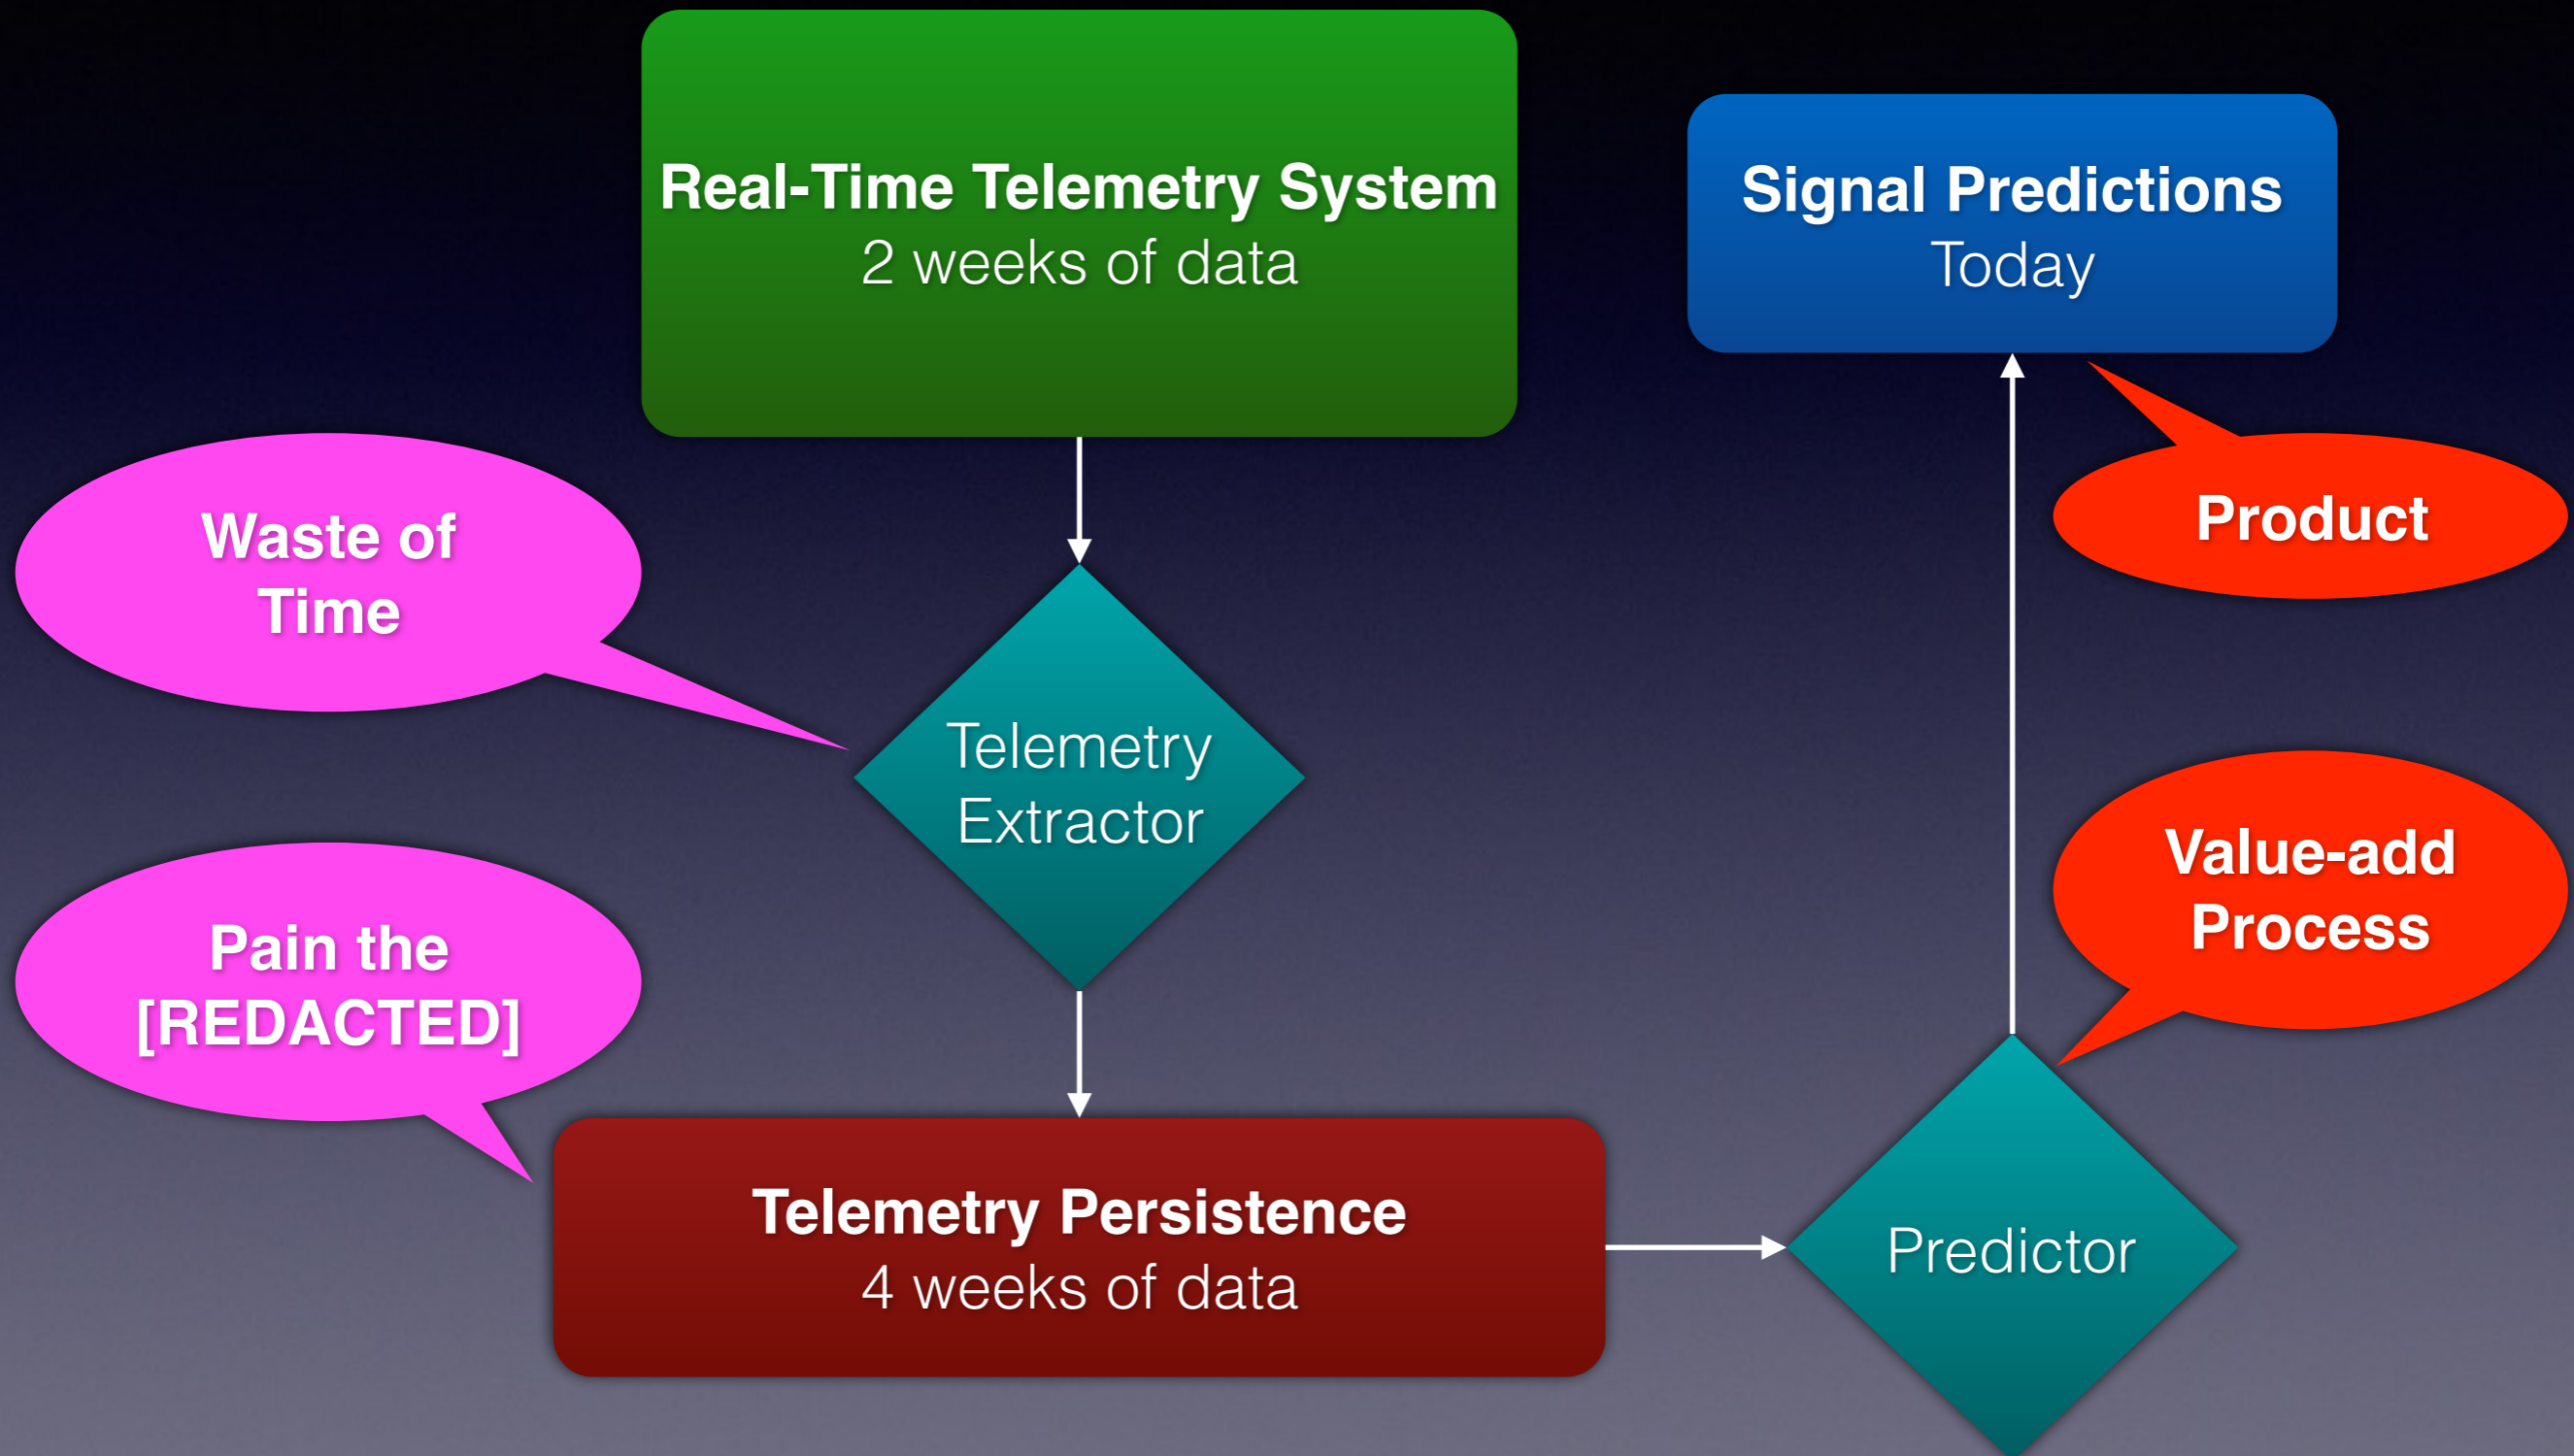 Real-Time Telemetry System
2 weeks of data
Signal Predictions
Today
Waste of
Time
Product
Telemetry
Extractor
Value-add
Process
Pain the
[REDACTED]
Telemetry Persistence
4 weeks of data
Predictor